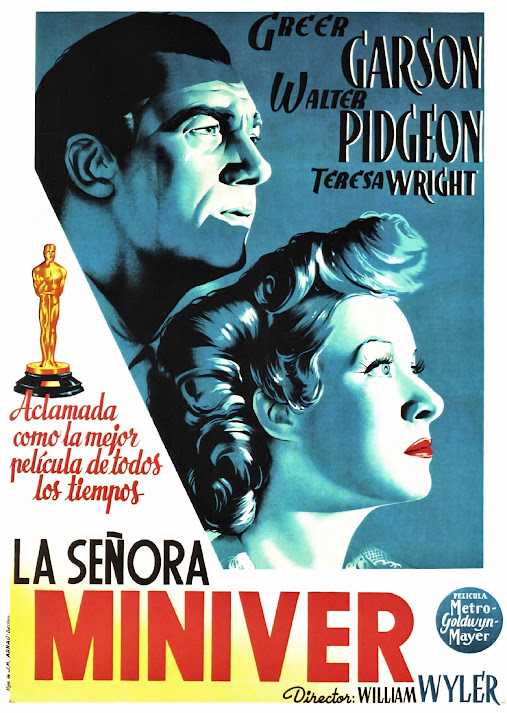 GREER
GARSON
WALTER
PIDGEON
TERESA WRIGHT
Aclamada
como la mejor
película de todos
los tiempos
LA SEÑORA
MINIVER
PELICULA
Metro-
Goldwyn-
Mayer
Director: WILLIAM WYLER